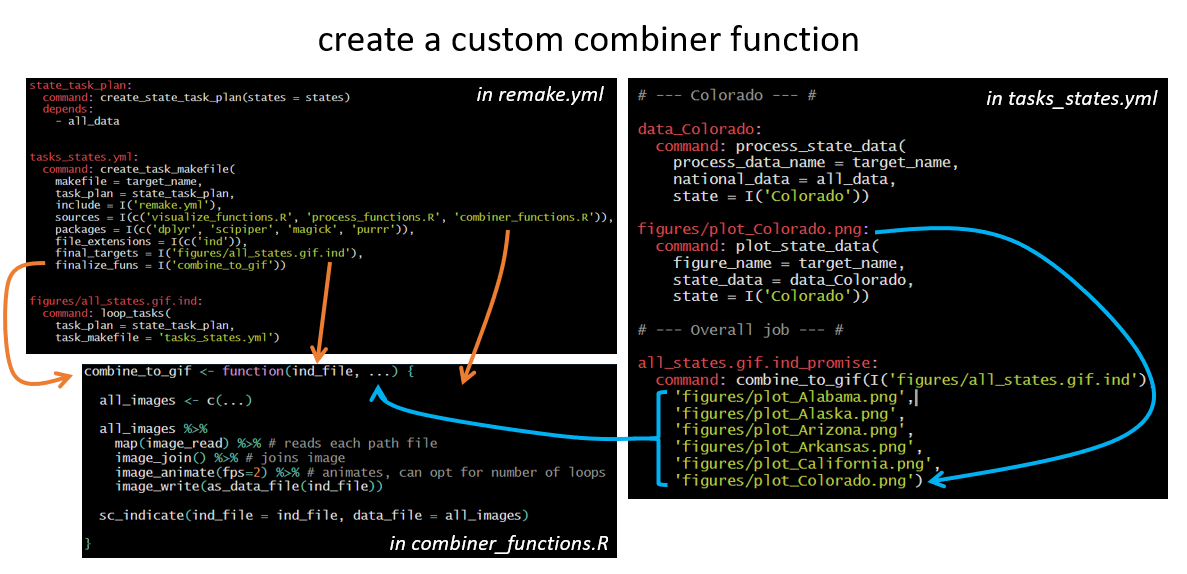 create a custom combiner function
state_task_plan:
command: create_state_task_plan(states = states)
depends:
- all_data
in remake.yml
tasks_states.yml:
command: create_task_makefile(
makefile = target_name,
task_plan = state_task_plan,
include = I('remake.yml'),
sources = I(c('visualize_functions.R', 'process_functions.R', 'combiner_functions.R')),
packages = I(c('dplyr', 'scipiper', 'magick', 'purrr')),
file_extensions = I(c('ind')),
final_targets = I('figures/all_states.gif.ind'),
finalize_funs = I('combine_to_gif'))
figures/all_states.gif.ind:
command: loop_tasks(
task_plan = state_task_plan,
task_makefile = 'tasks_states.yml')
combine_to_gif <- function(ind_file, ...) {
all_images <- c(...)
all_images %>%
map(image_read) %>% # reads each path file
image_join() %>% # joins image
image_animate(fps=2) %>% # animates, can opt for number of loops
image_write(as_data_file(ind_file))
sc_indicate(ind_file = ind_file, data_file = all_images)
}
in combiner_functions.R
# --- Colorado --- #
in tasks_states.yml
data_Colorado:
command: process_state_data(
process_data_name = target_name,
national_data = all_data,
state = I('Colorado'))
figures/plot_Colorado.png:
command: plot_state_data(
figure_name = target_name,
state_data = data_Colorado,
state = I('Colorado'))
# --- Overall job --- #
all_states.gif.ind_promise:
command: combine_to_gif(I('figures/all_states.gif.ind')
'figures/plot_Alabama.png',
'figures/plot_Alaska.png',
'figures/plot_Arizona.png',
'figures/plot_Arkansas.png',
'figures/plot_California.png',
'figures/plot_Colorado.png')